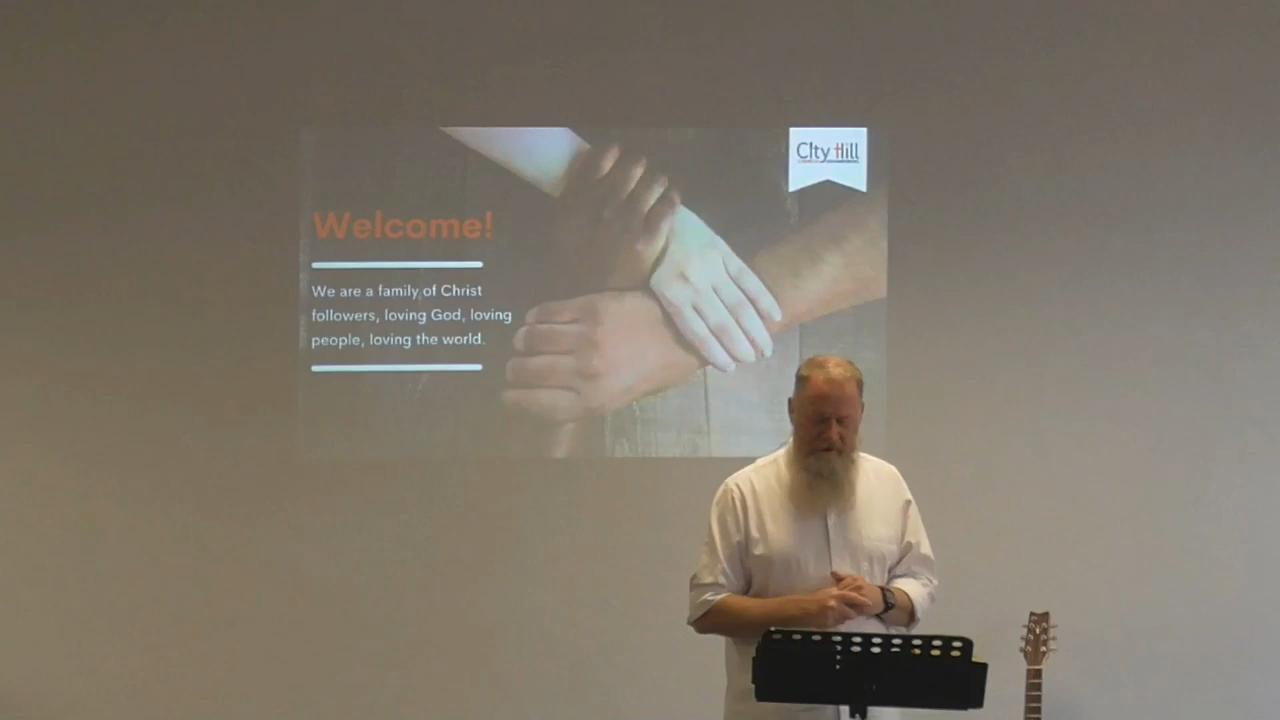 City Hill
Welcome!
We are a family of Christ
followers, loving God, loving
people, loving the world.